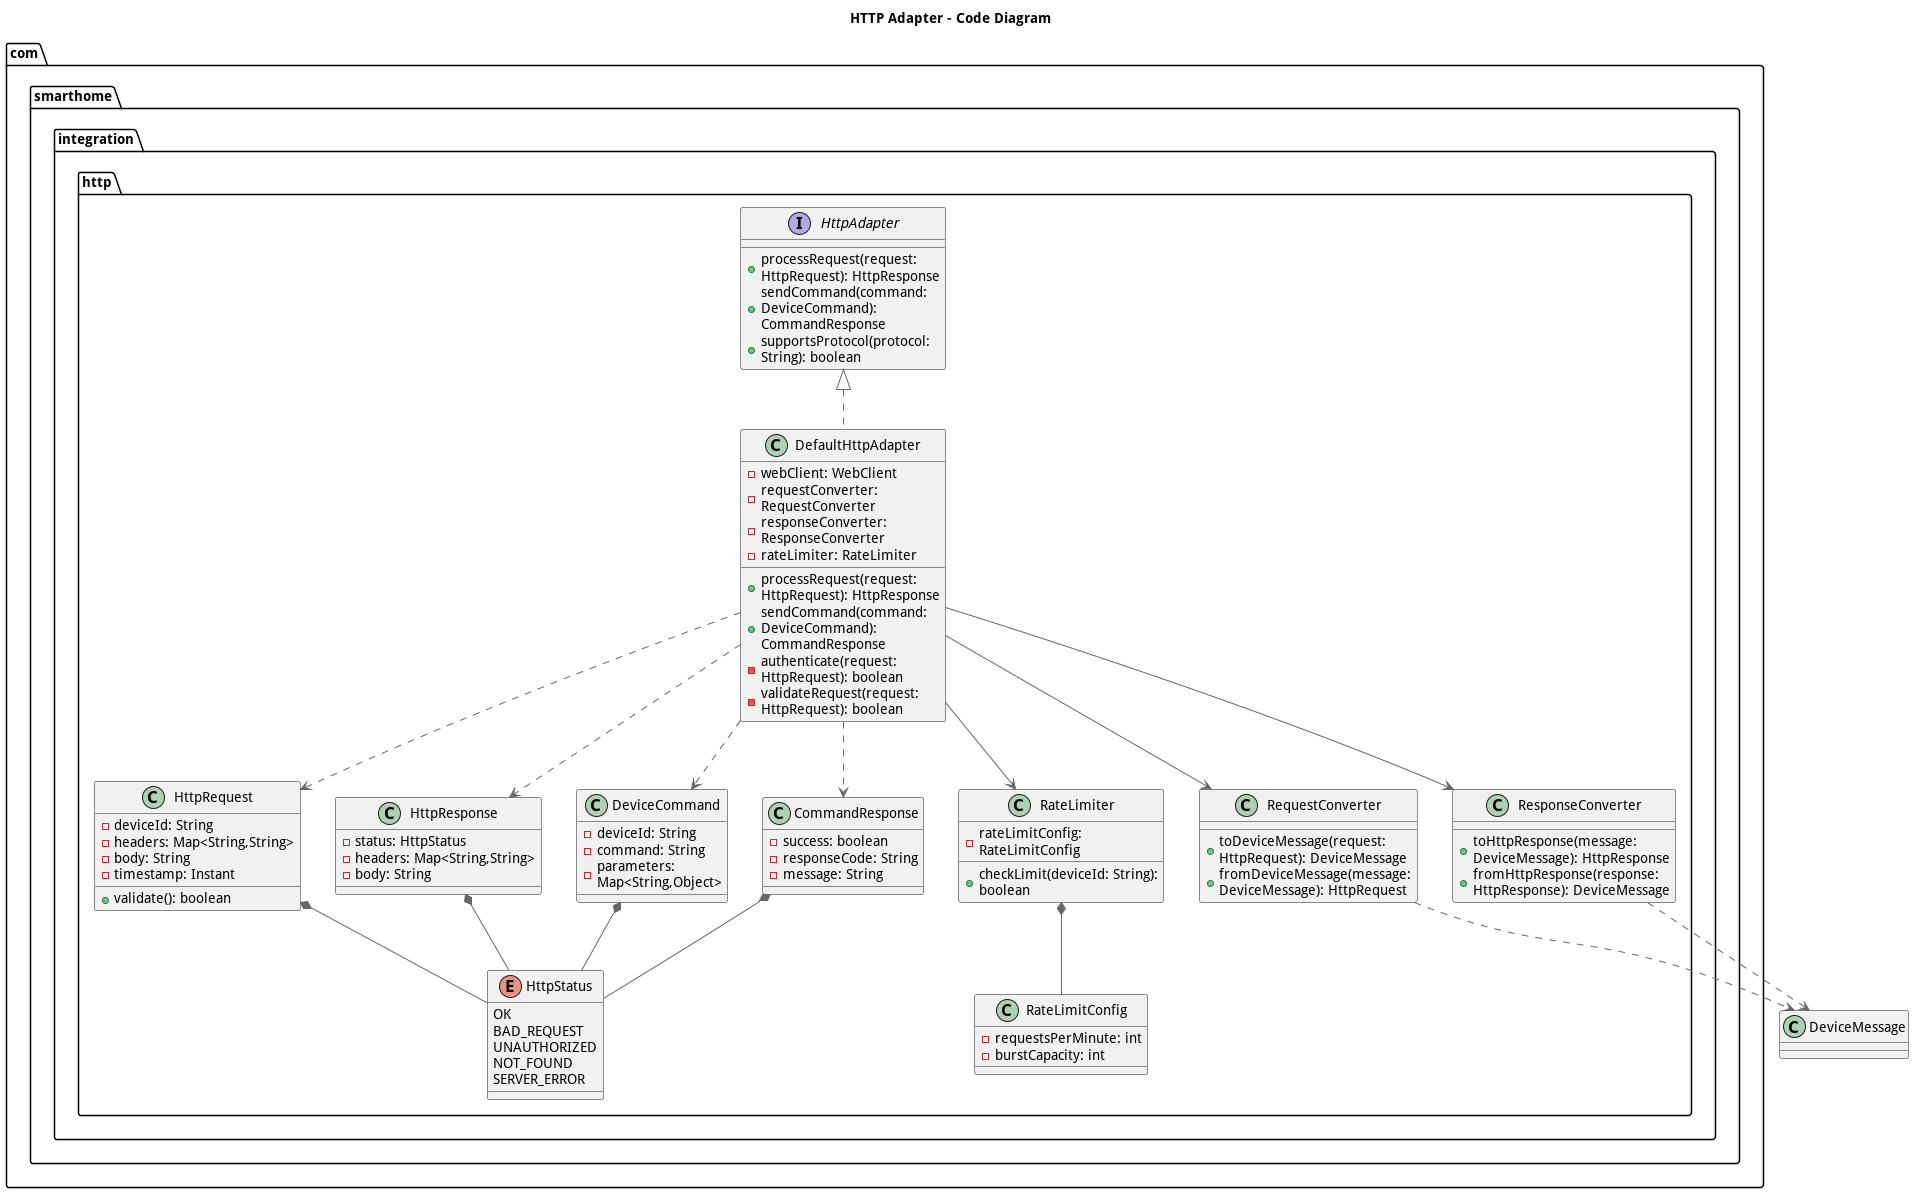 HTTP Adapter - Code Diagram
com
smarthome
integration
http
I HttpAdapter
processRequest(request:
HttpRequest): HttpResponse
sendCommand(command:
DeviceCommand):
CommandResponse
supportsProtocol(protocol:
String): boolean
C DefaultHttpAdapter
webClient: WebClient
requestConverter:
RequestConverter
responseConverter:
ResponseConverter
rateLimiter: RateLimiter
processRequest(request:
HttpRequest): HttpResponse
sendCommand(command:
DeviceCommand):
CommandResponse
authenticate(request:
HttpRequest): boolean
validateRequest(request:
HttpRequest): boolean
C HttpRequest
deviceId: String
headers: Map<String,String>
body: String
timestamp: Instant
validate(): boolean
C HttpResponse
status: HttpStatus
headers: Map<String,String>
body: String
C DeviceCommand
deviceId: String
command: String
parameters:
Map<String,Object>
C CommandResponse
success: boolean
responseCode: String
message: String
C RateLimiter
rateLimitConfig:
RateLimitConfig
checkLimit(deviceId: String):
boolean
C RequestConverter
toDeviceMessage(request:
HttpRequest): DeviceMessage
fromDeviceMessage(message:
DeviceMessage): HttpRequest
C ResponseConverter
toHttpResponse(message:
DeviceMessage): HttpResponse
fromHttpResponse(response:
HttpResponse): DeviceMessage
E HttpStatus
OK
BAD_REQUEST
UNAUTHORIZED
NOT_FOUND
SERVER_ERROR
C RateLimitConfig
requestsPerMinute: int
burstCapacity: int
C DeviceMessage